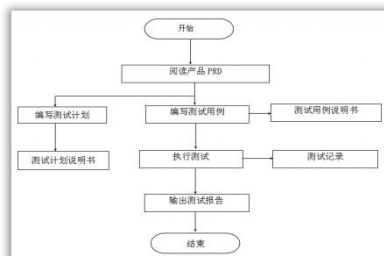 开始
阅读产品 PRD
编写测试计划
编写测试用例
测试用例说明书
测试计划说明书
执行测试
测试记录
输出测试报告
结束